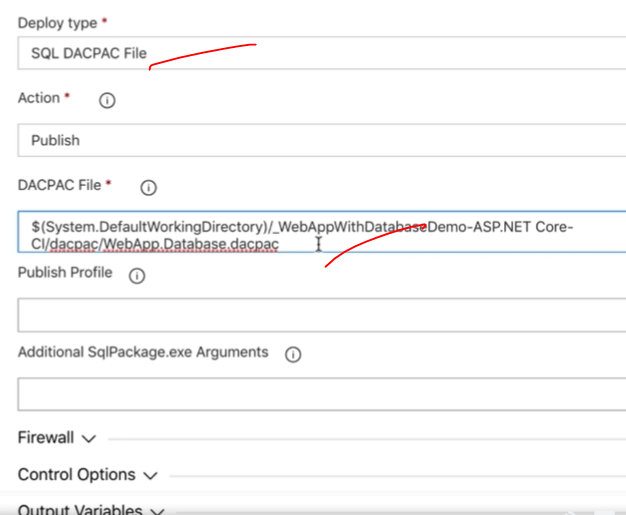 Deploy type *
SQL DACPAC File
Action *
Publish
DACPAC File *
$(System.DefaultWorkingDirectory)/_WebAppWithDatabaseDemo-ASP.NET Core-
CI/dacpac/WebApp.Database.dacpac
Publish Profile
Additional SqlPackage.exe Arguments
Firewall
Control Options
Output Variables